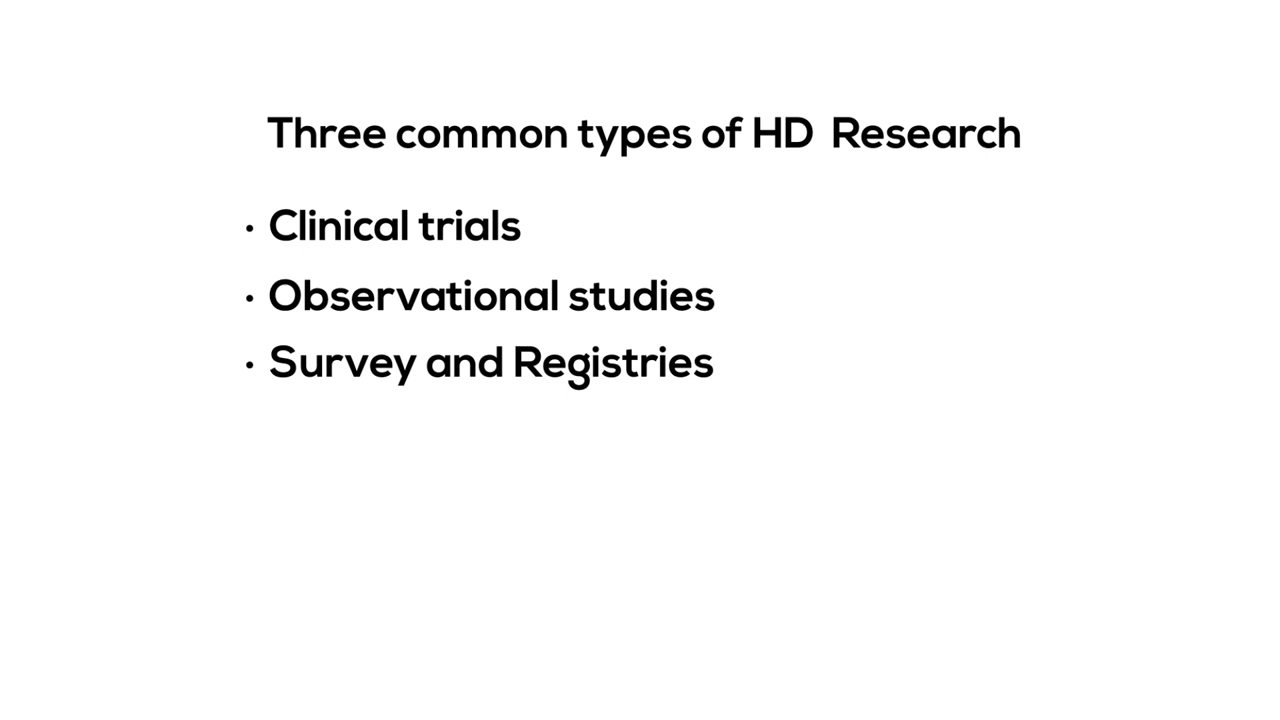 Three common types of HD  Research
· Clinical trials
· Observational studies
· Survey and Registries